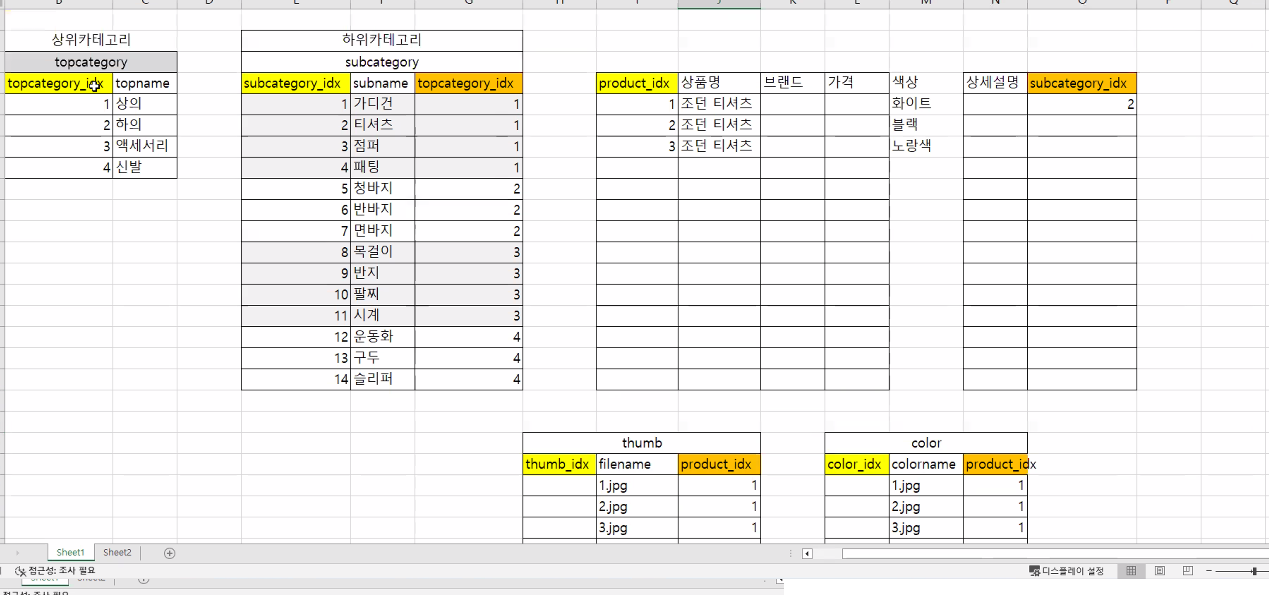 상위카테고리 하위카테고리
topcategory subcategory
topcategory_idx topname subcategory_idx subname topcategory_idx product_idx 상품명 브랜드 가격 색상 상세설명 subcategory_idx
1 상의 1 가디건 1 1 조던 티셔츠 화이트 2
2 하의 2 티셔츠 1 2 조던 티셔츠 블랙
3 액세서리 3 점퍼 1 3 조던 티셔츠 노랑색
4 신발 4 패팅 1
5 청바지 2
6 반바지 2
7 면바지 2
8 목걸이 3
9 반지 3
10 팔찌 3
11 시계 3
12 운동화 4
13 구두 4
14 슬리퍼 4
thumb color
thumb_idx filename product_idx color_idx colorname product_idx
1.jpg 1 1.jpg 1
2.jpg 1 2.jpg 1
3.jpg 1 3.jpg 1
Sheet1 Sheet2
접근성: 조사 필요 디스플레이 설정